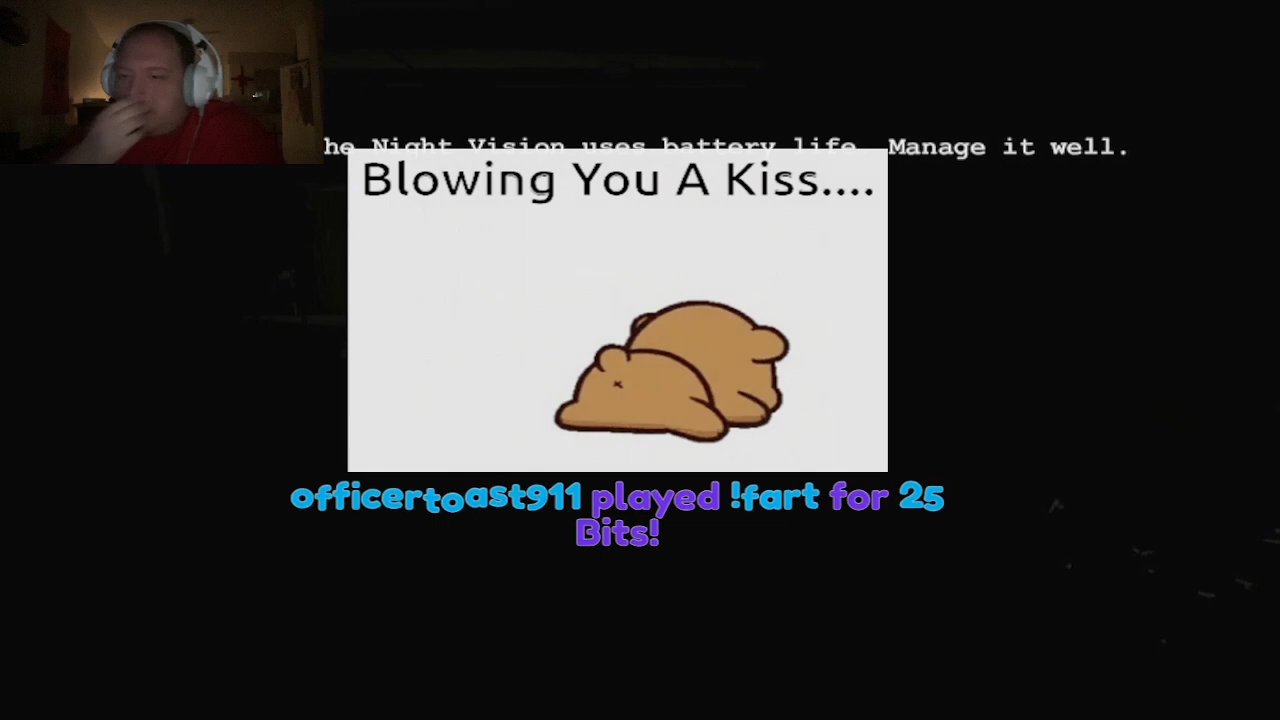 he Night Vision uses battery life. Manage it well.
Blowing You A Kiss....
officertoast911 played !fart for 25
Bits!